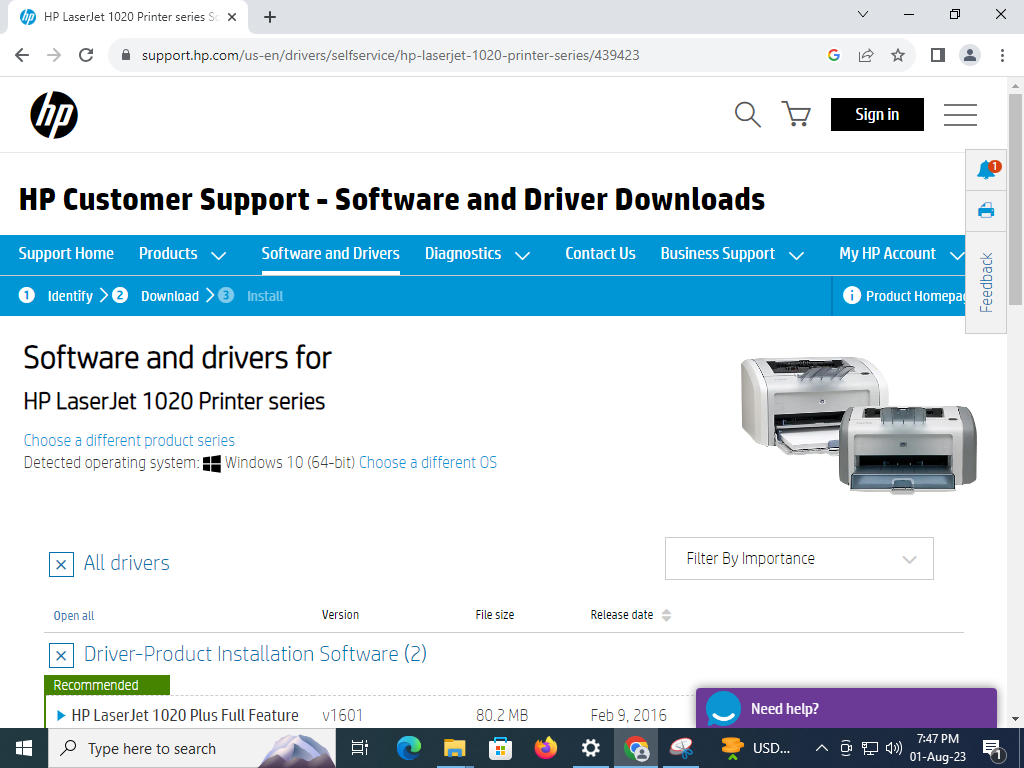 HP LaserJet 1020 Printer series So
support.hp.com/us-en/drivers/selfservice/hp-laserjet-1020-printer-series/439423
hp
Sign in
1
HP Customer Support - Software and Driver Downloads
Support Home Products Software and Drivers Diagnostics Contact Us Business Support My HP Account
1 Identify 2 Download 3 Install
Product Homepag
Feedback
Software and drivers for
HP LaserJet 1020 Printer series
Choose a different product series
Detected operating system: Windows 10 (64-bit) Choose a different OS
All drivers
Filter By Importance
Open all Version File size Release date
Driver-Product Installation Software (2)
Recommended
HP LaserJet 1020 Plus Full Feature v1601 80.2 MB Feb 9, 2016
Need help?
Type here to search
USD...
7:47 PM
01-Aug-23
1